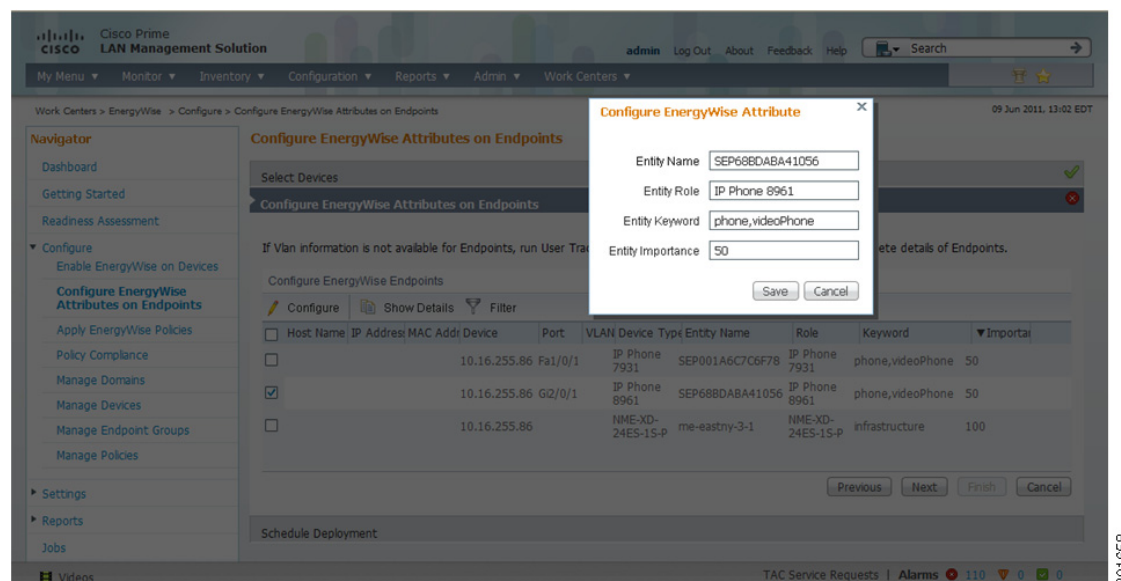 Cisco Prime
CISCO LAN Management Solution
admin Log Out About Feedback Help Search
My Menu Monitor Inventory Configuration Reports Admin Work Centers
Work Centers > EnergyWise > Configure > Configure EnergyWise Attributes on Endpoints
09 Jun 2011, 13:02 EDT
Navigator
Dashboard
Getting Started
Readiness Assessment
Configure
Enable EnergyWise on Devices
Configure EnergyWise
Attributes on Endpoints
Apply EnergyWise Policies
Policy Compliance
Manage Domains
Manage Devices
Manage Endpoint Groups
Manage Policies
Settings
Reports
Jobs
Configure EnergyWise Attributes on Endpoints
Select Devices
Configure EnergyWise Attributes on Endpoints
If Vlan information is not available for Endpoints, run User Tra
ete details of Endpoints.
Configure EnergyWise Endpoints
Configure Show Details Filter
Host Name IP Addres MAC Addr Device Port VLAN Device Type Entity Name Role Keyword Importar
10.16.255.86 Fa1/0/1 IP Phone 7931 SEP001A6C7C6F78 IP Phone 7931 phone,videoPhone 50
10.16.255.86 Gi2/0/1 IP Phone 8961 SEP68BDABA41056 IP Phone 8961 phone,videoPhone 50
10.16.255.86 NME-XD-24ES-1S-P me-eastny-3-1 NME-XD-24ES-1S-P infrastructure 100
Previous Next Finish Cancel
Schedule Deployment
Configure EnergyWise Attribute
Entity Name SEP68BDABA41056
Entity Role IP Phone 8961
Entity Keyword phone,videoPhone
Entity Importance 50
Save Cancel
Videos
TAC Service Requests | Alarms 110 0 0